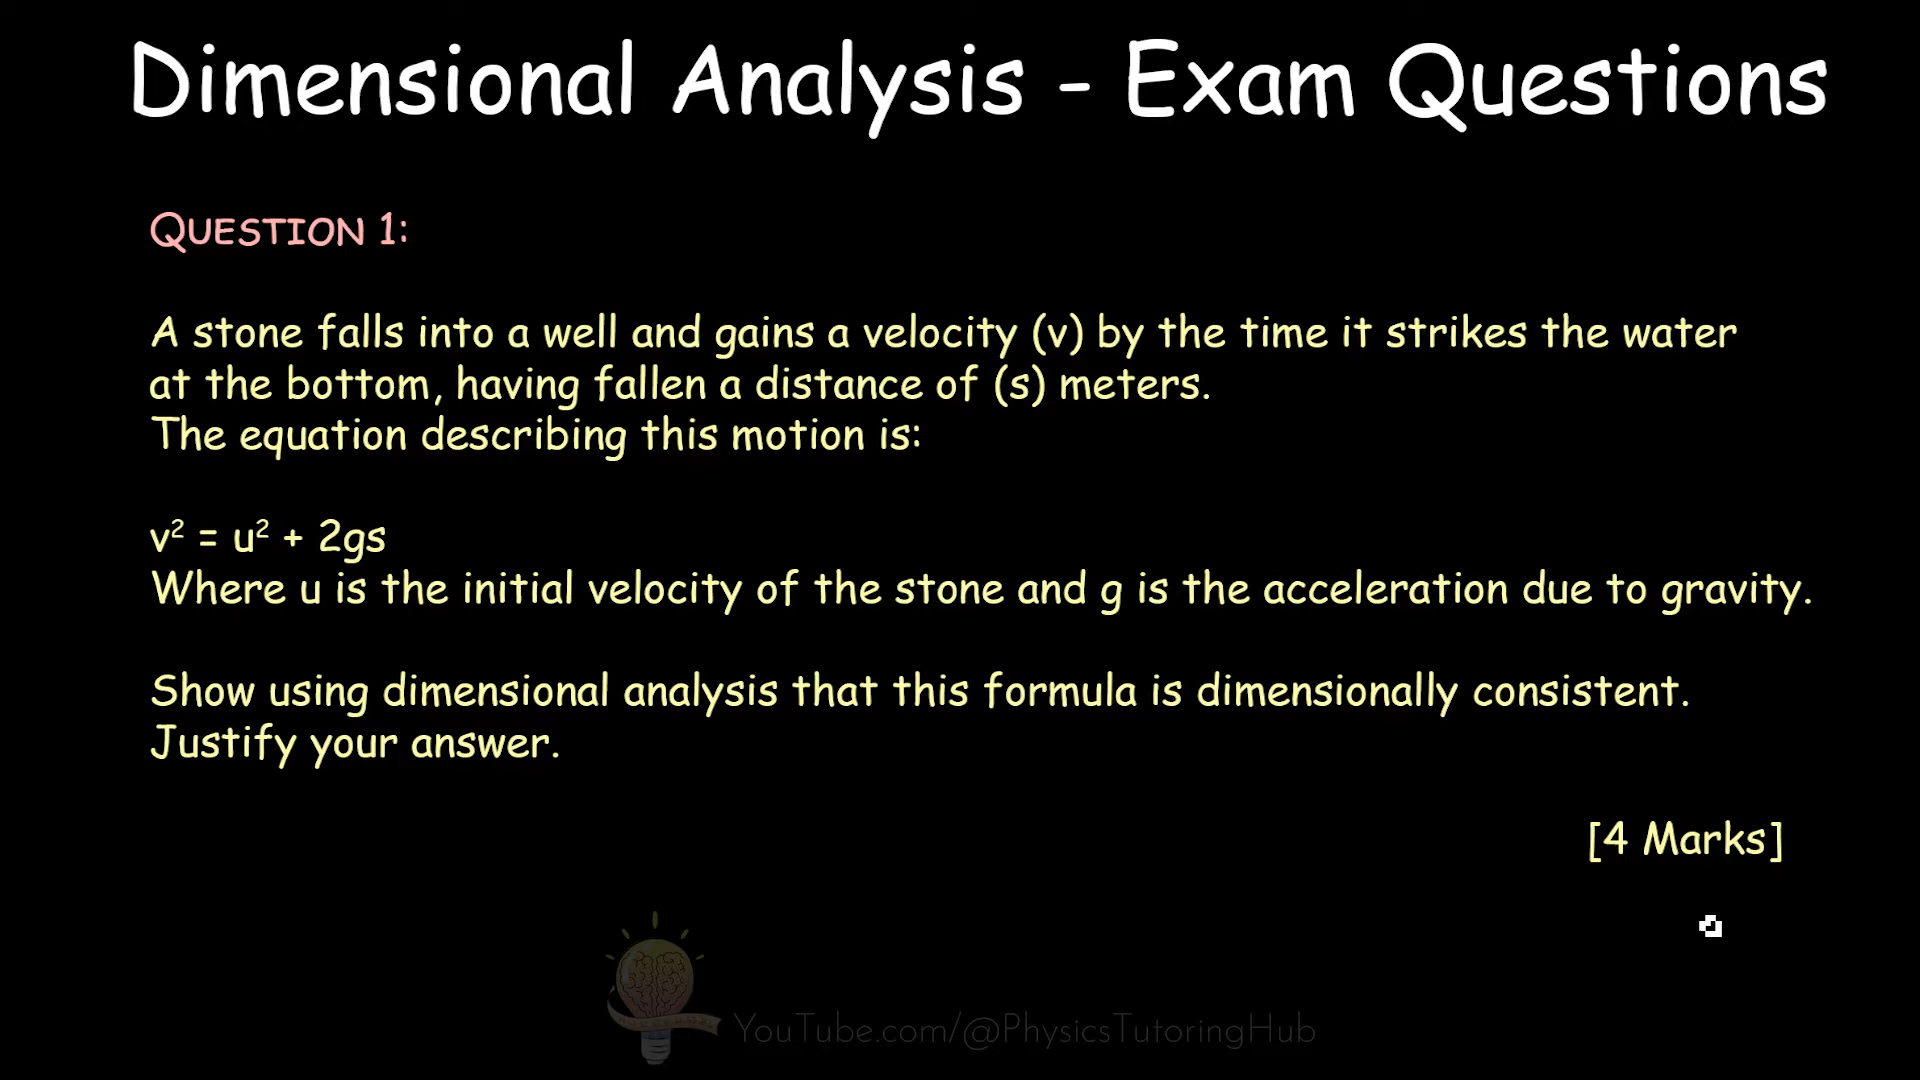 Dimensional Analysis - Exam Questions
QUESTION 1:
A stone falls into a well and gains a velocity (v) by the time it strikes the water
at the bottom, having fallen a distance of (s) meters.
The equation describing this motion is:
v² = u² + 2gs
Where u is the initial velocity of the stone and g is the acceleration due to gravity.
Show using dimensional analysis that this formula is dimensionally consistent.
Justify your answer.
[4 Marks]
YouTube.com/@PhysicsTutoringHub